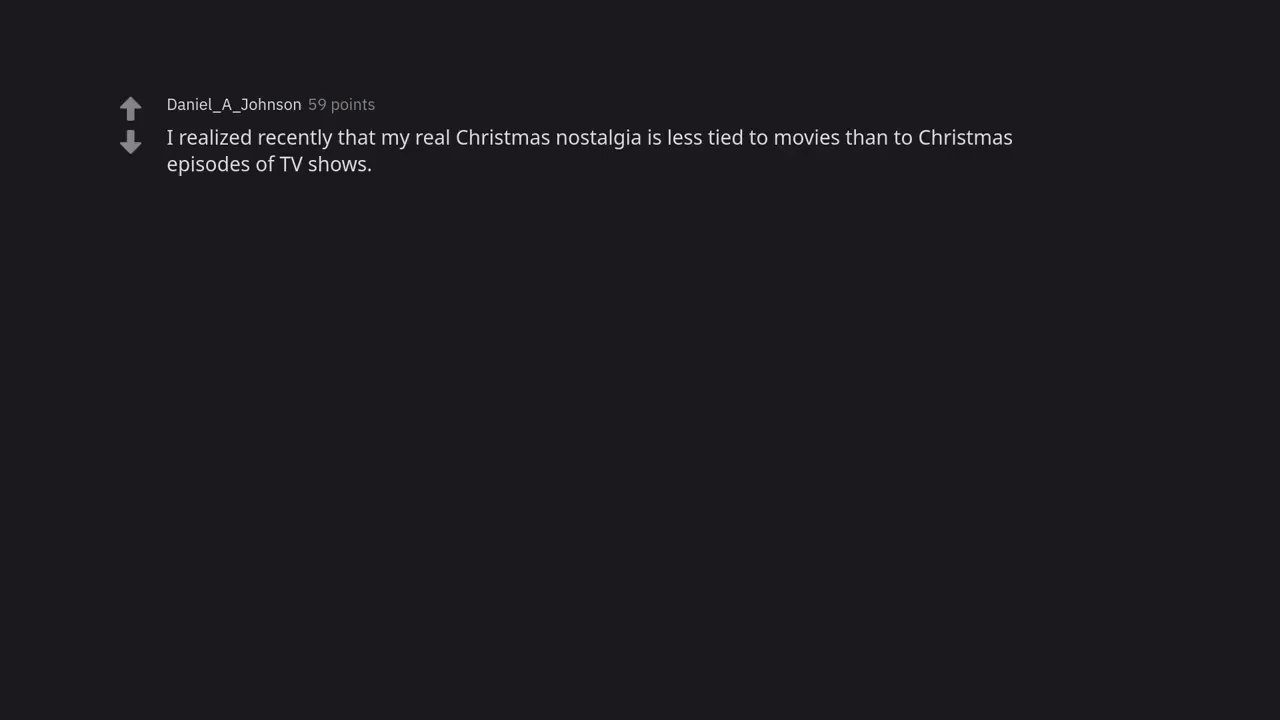 Daniel_A_Johnson 59 points
I realized recently that my real Christmas nostalgia is less tied to movies than to Christmas
episodes of TV shows.